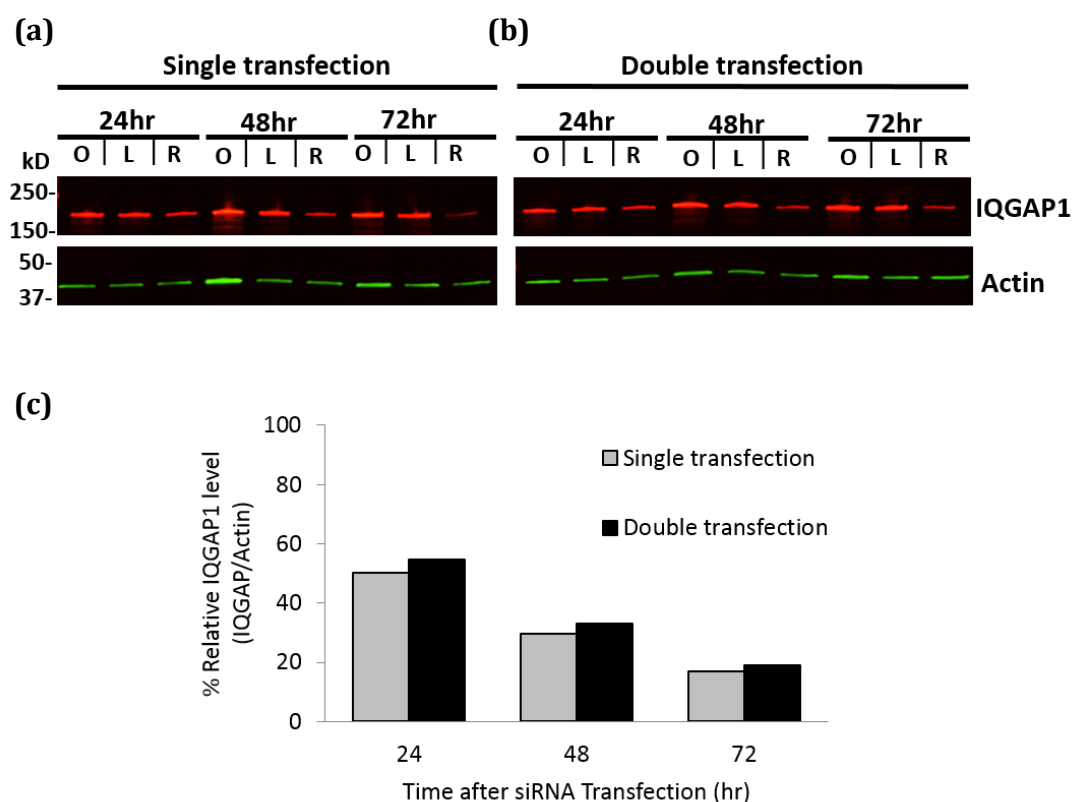 (a)
Single transfection
24hr 48hr 72hr
kD O L R O L R O L R
250-
150-
50-
37-
(b)
Double transfection
24hr 48hr 72hr
O L R O L R O L R
IQGAP1
Actin
(c)
% Relative IQGAP1 level
(IQGAP/Actin)
100
80
60
40
20
0
Single transfection
Double transfection
24 48 72
Time after siRNA Transfection (hr)